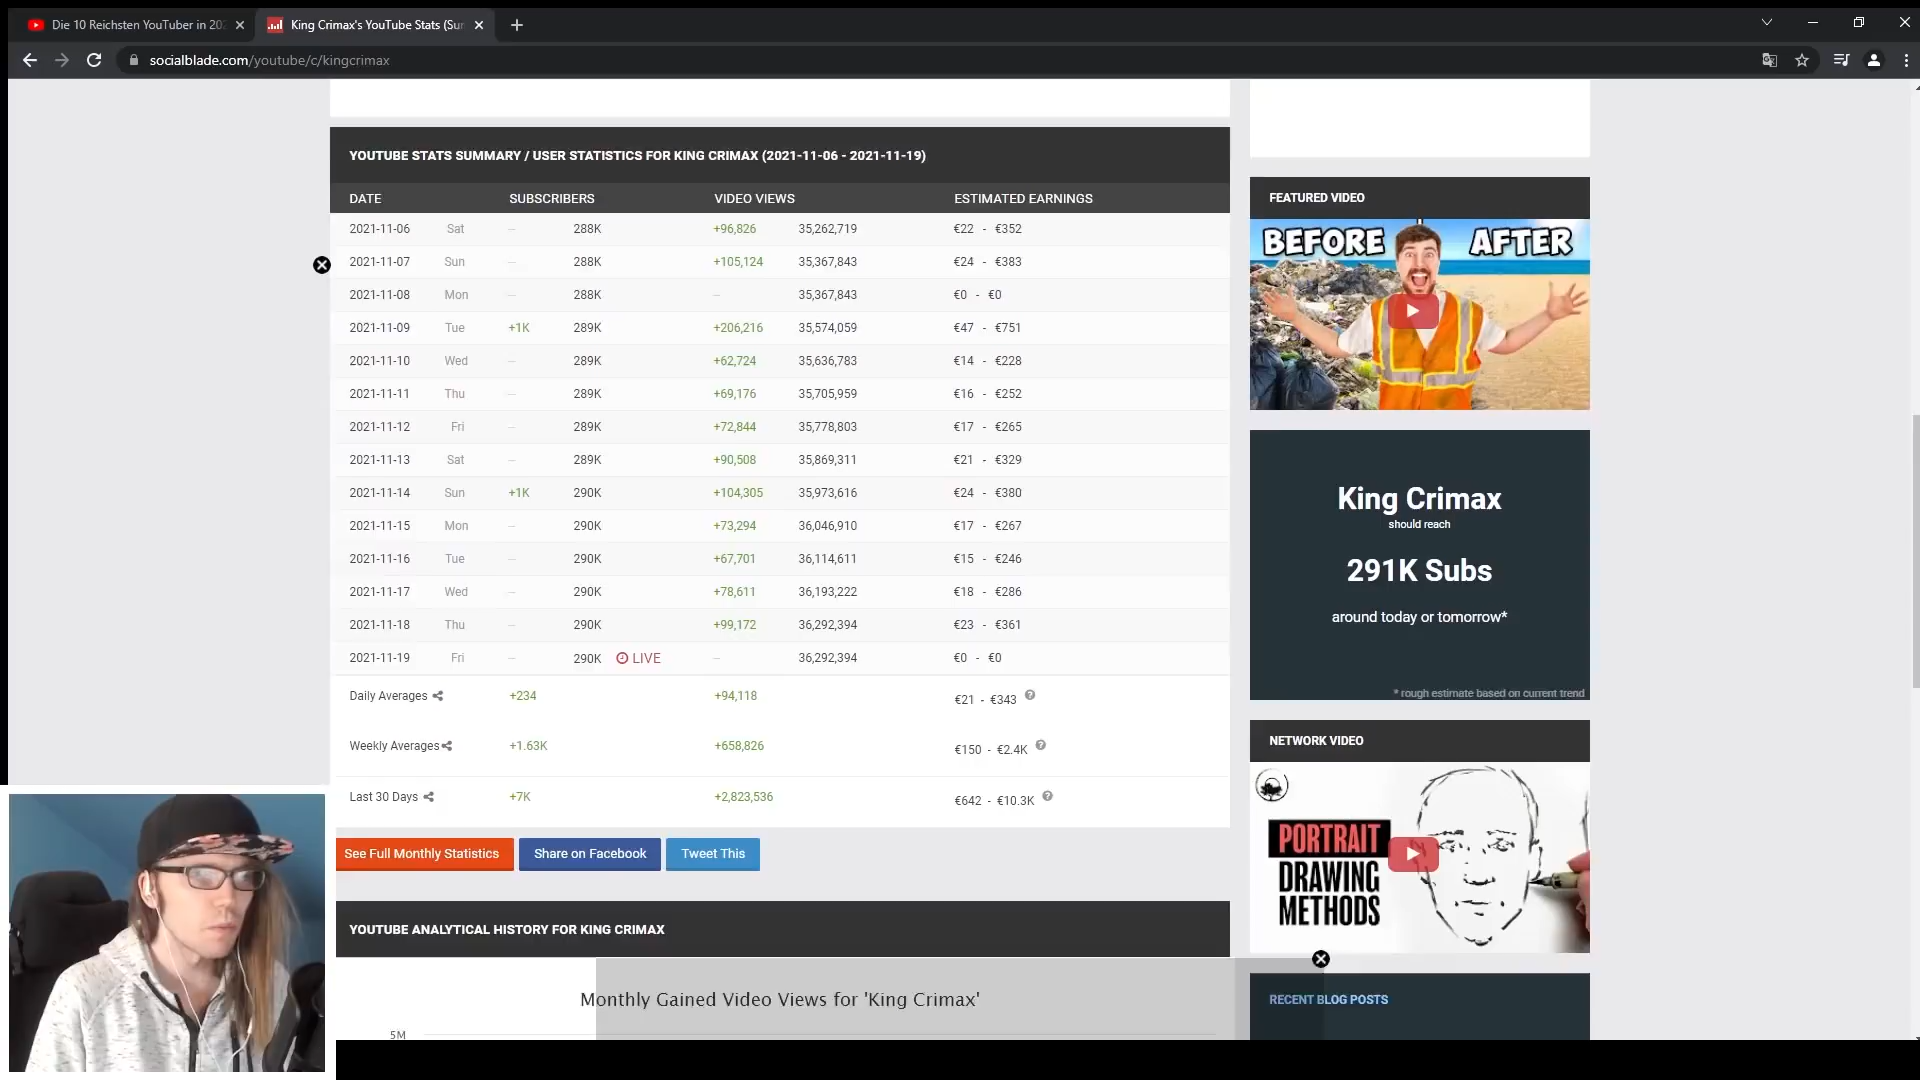 Die 10 Reichsten YouTuber in 202
King Crimax's YouTube Stats (Sum
socialblade.com/youtube/c/kingcrimax
YOUTUBE STATS SUMMARY / USER STATISTICS FOR KING CRIMAX (2021-11-06 - 2021-11-19)
DATE SUBSCRIBERS VIDEO VIEWS ESTIMATED EARNINGS
2021-11-06 Sat -- 288K +96,826 35,262,719 €22 - €352
2021-11-07 Sun -- 288K +105,124 35,367,843 €24 - €383
2021-11-08 Mon -- 288K -- 35,367,843 €0 - €0
2021-11-09 Tue +1K 289K +206,216 35,574,059 €47 - €751
2021-11-10 Wed -- 289K +62,724 35,636,783 €14 - €228
2021-11-11 Thu -- 289K +69,176 35,705,959 €16 - €252
2021-11-12 Fri -- 289K +72,844 35,778,803 €17 - €265
2021-11-13 Sat -- 289K +90,508 35,869,311 €21 - €329
2021-11-14 Sun +1K 290K +104,305 35,973,616 €24 - €380
2021-11-15 Mon -- 290K +73,294 36,046,910 €17 - €267
2021-11-16 Tue -- 290K +67,701 36,114,611 €15 - €246
2021-11-17 Wed -- 290K +78,611 36,193,222 €18 - €286
2021-11-18 Thu -- 290K +99,172 36,292,394 €23 - €361
2021-11-19 Fri -- 290K LIVE -- 36,292,394 €0 - €0
Daily Averages +234 +94,118 €21 - €343
Weekly Averages +1.63K +658,826 €150 - €2.4K
Last 30 Days +7K +2,823,536 €642 - €10.3K
See Full Monthly Statistics
Share on Facebook
Tweet This
YOUTUBE ANALYTICAL HISTORY FOR KING CRIMAX
Monthly Gained Video Views for 'King Crimax'
5M
FEATURED VIDEO
BEFORE AFTER
King Crimax
should reach
291K Subs
around today or tomorrow*
* rough estimate based on current trend
NETWORK VIDEO
PORTRAIT
DRAWING
METHODS
RECENT BLOG POSTS